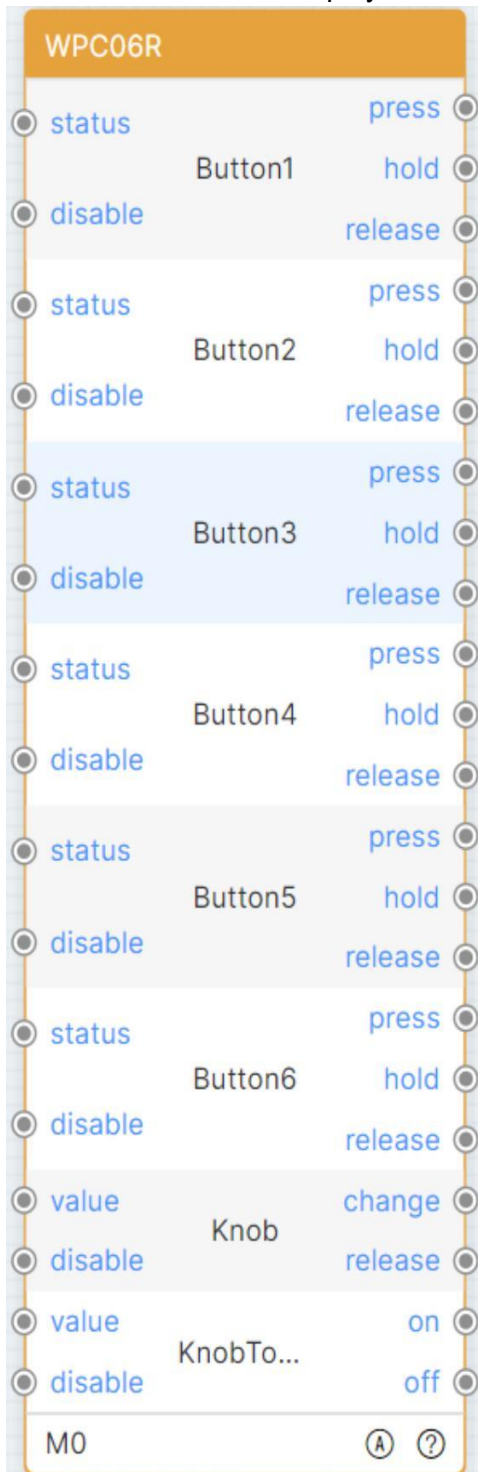 WPC06R
status press
Button1 hold
disable release
status press
Button2 hold
disable release
status press
Button3 hold
disable release
status press
Button4 hold
disable release
status press
Button5 hold
disable release
status press
Button6 hold
disable release
value change
Knob
disable release
value on
KnobTo...
disable off
M0 A ?